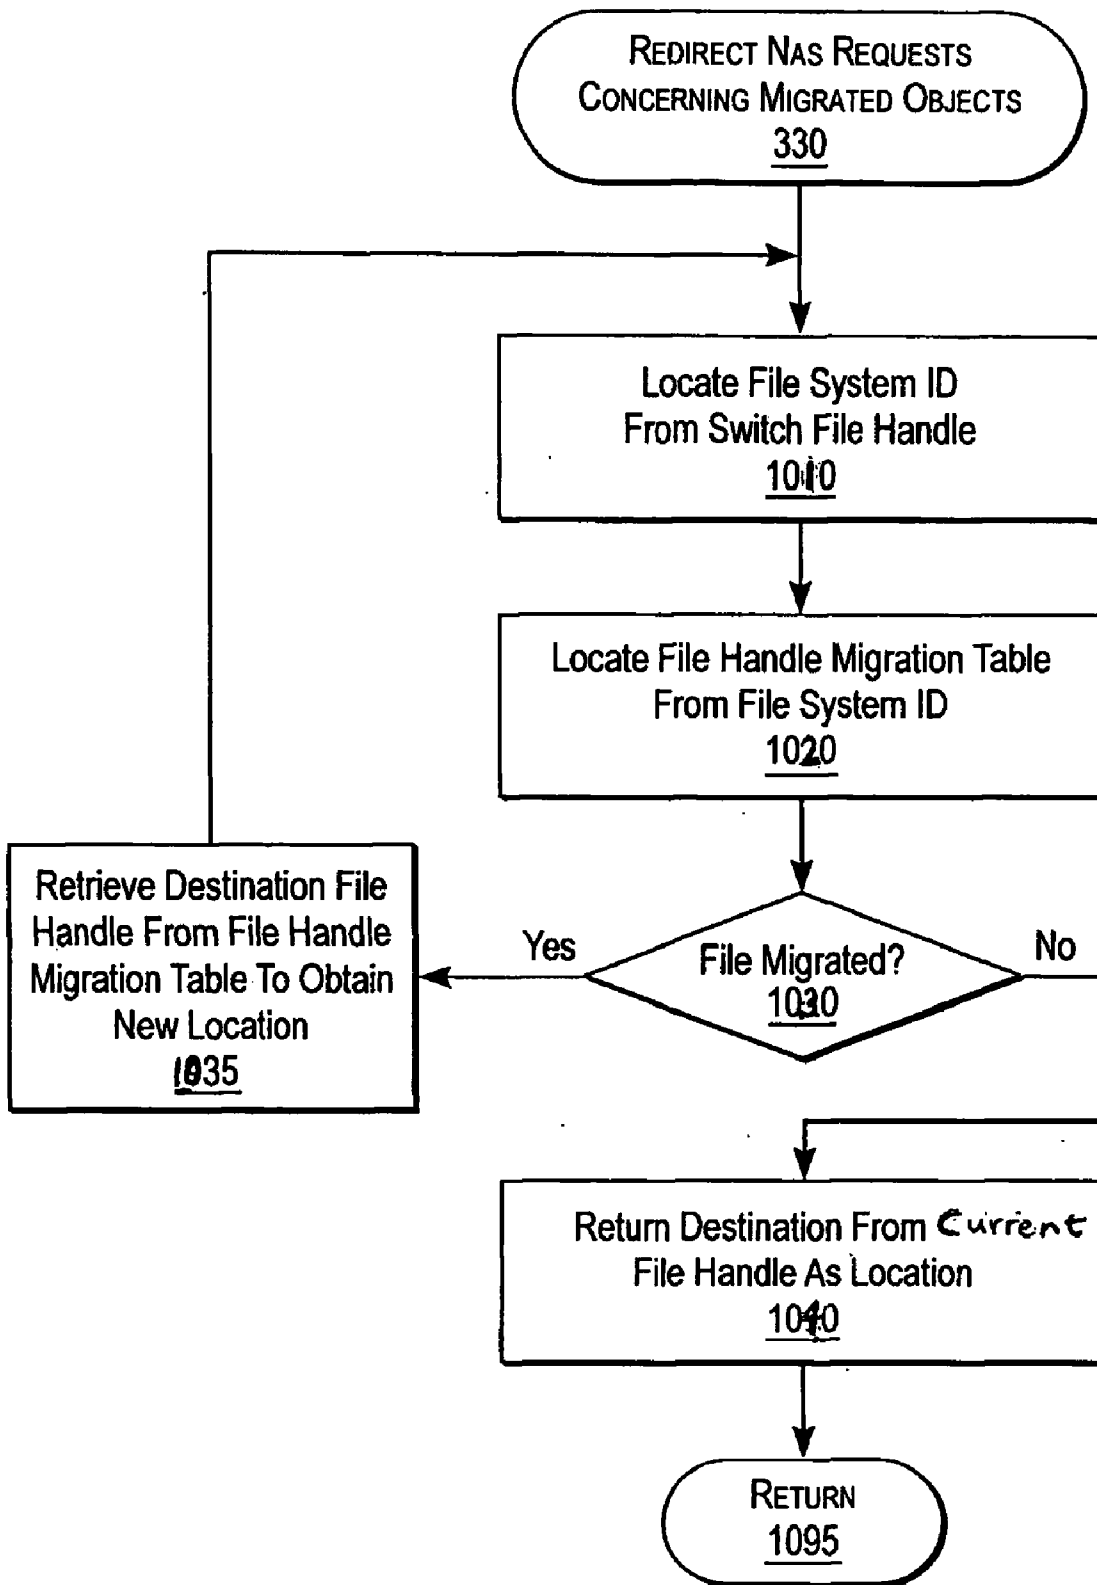 REDIRECT NAS REQUESTS
CONCERNING MIGRATED OBJECTS
330
Locate File System ID
From Switch File Handle
1010
Locate File Handle Migration Table
From File System ID
1020
Retrieve Destination File
Handle From File Handle
Migration Table To Obtain
New Location
1035
Yes
File Migrated?
1030
No
Return Destination From Current
File Handle As Location
1040
RETURN
1095